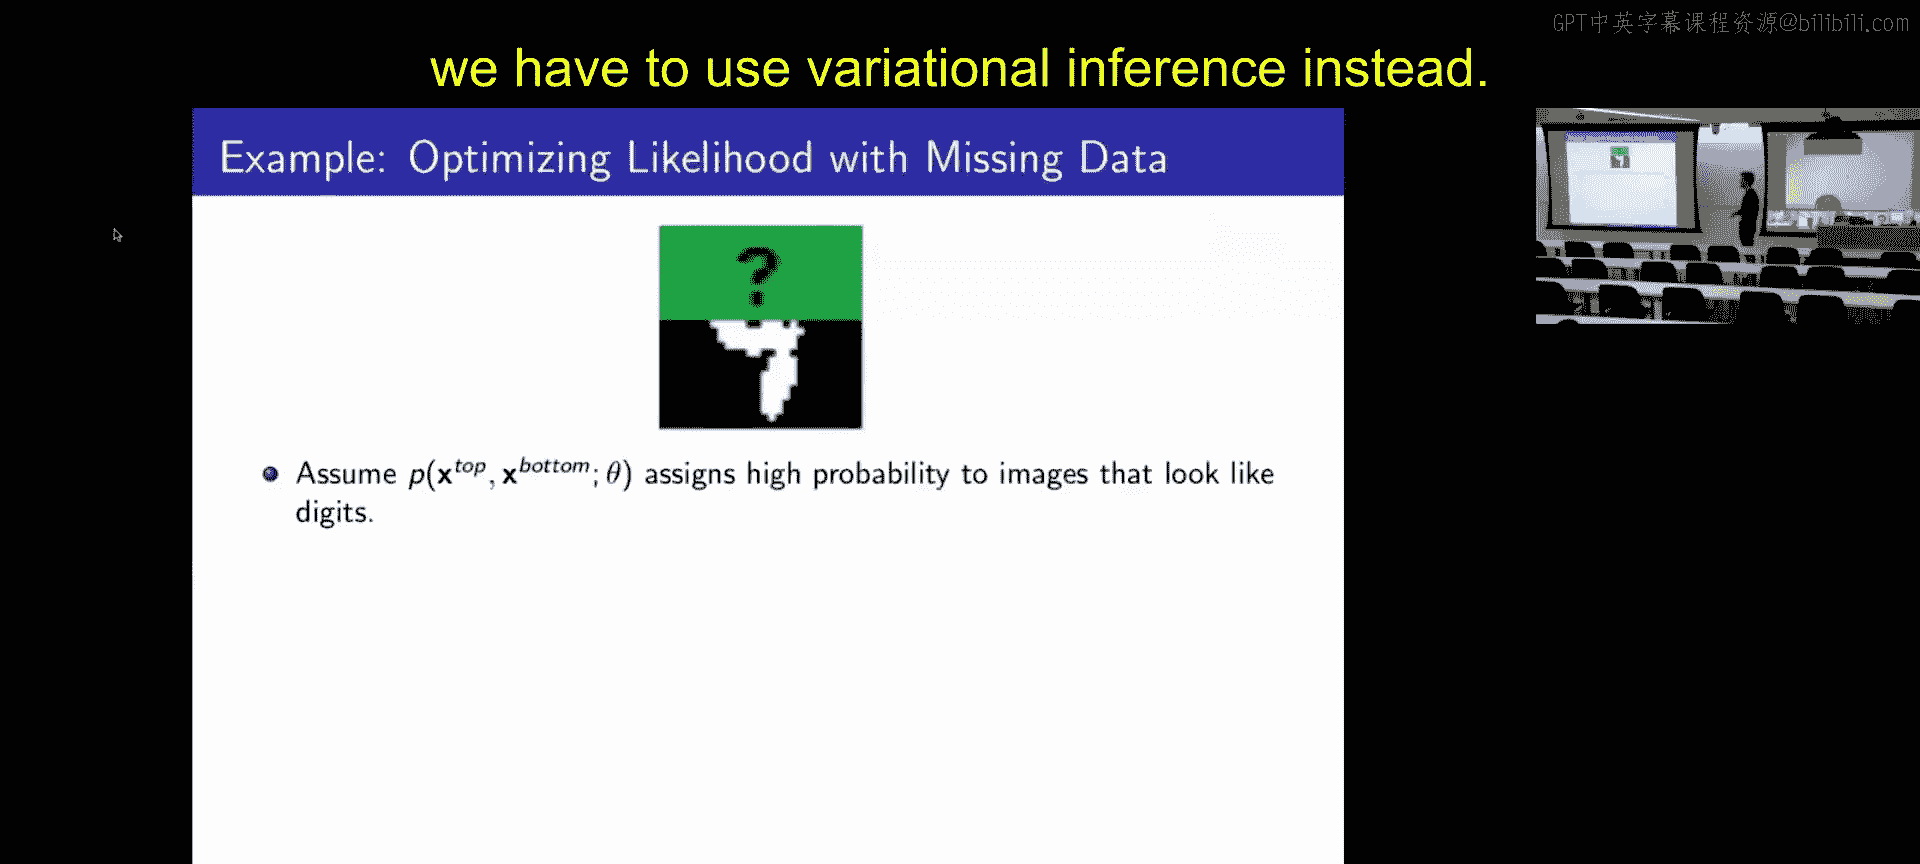 GPT中英字幕课程资源@bilibili.com
we have to use variational inference instead.
Example: Optimizing Likelihood with Missing Data
?
Assume p(x^top, x^bottom; θ) assigns high probability to images that look like
digits.